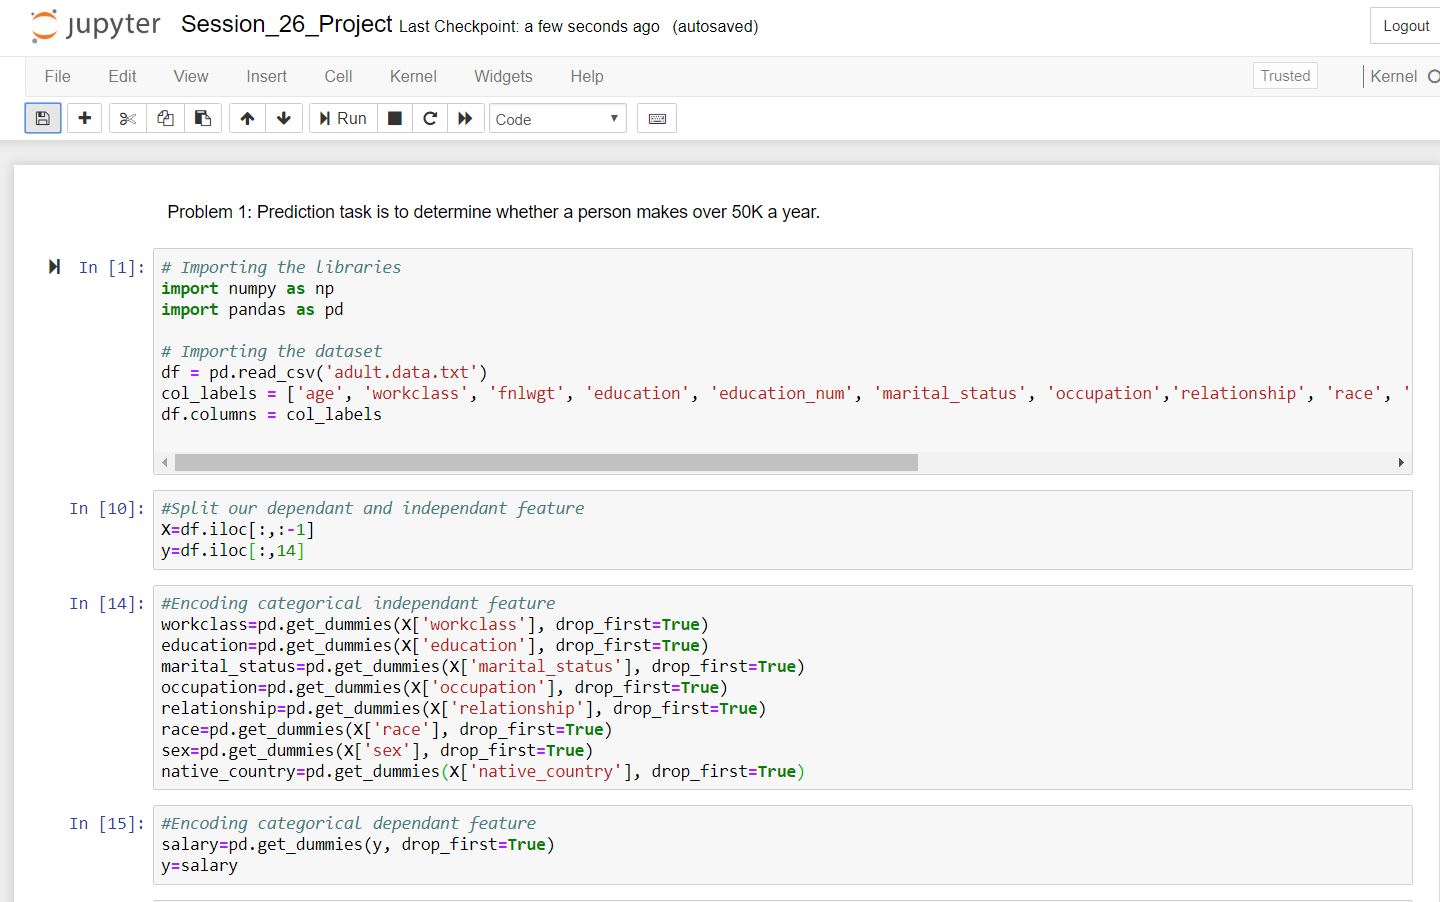 jupyter Session_26_Project Last Checkpoint: a few seconds ago (autosaved) Logout
File Edit View Insert Cell Kernel Widgets Help Trusted Kernel
Run Code
Problem 1: Prediction task is to determine whether a person makes over 50K a year.
In [1]: # Importing the libraries
import numpy as np
import pandas as pd
# Importing the dataset
df = pd.read_csv('adult.data.txt')
col_labels = ['age', 'workclass', 'fnlwgt', 'education', 'education_num', 'marital_status', 'occupation','relationship', 'race', '
df.columns = col_labels
In [10]: #Split our dependant and independant feature
X=df.iloc[:,:-1]
y=df.iloc[:,14]
In [14]: #Encoding categorical independant feature
workclass=pd.get_dummies(X['workclass'], drop_first=True)
education=pd.get_dummies(X['education'], drop_first=True)
marital_status=pd.get_dummies(X['marital_status'], drop_first=True)
occupation=pd.get_dummies(X['occupation'], drop_first=True)
relationship=pd.get_dummies(X['relationship'], drop_first=True)
race=pd.get_dummies(X['race'], drop_first=True)
sex=pd.get_dummies(X['sex'], drop_first=True)
native_country=pd.get_dummies(X['native_country'], drop_first=True)
In [15]: #Encoding categorical dependant feature
salary=pd.get_dummies(y, drop_first=True)
y=salary